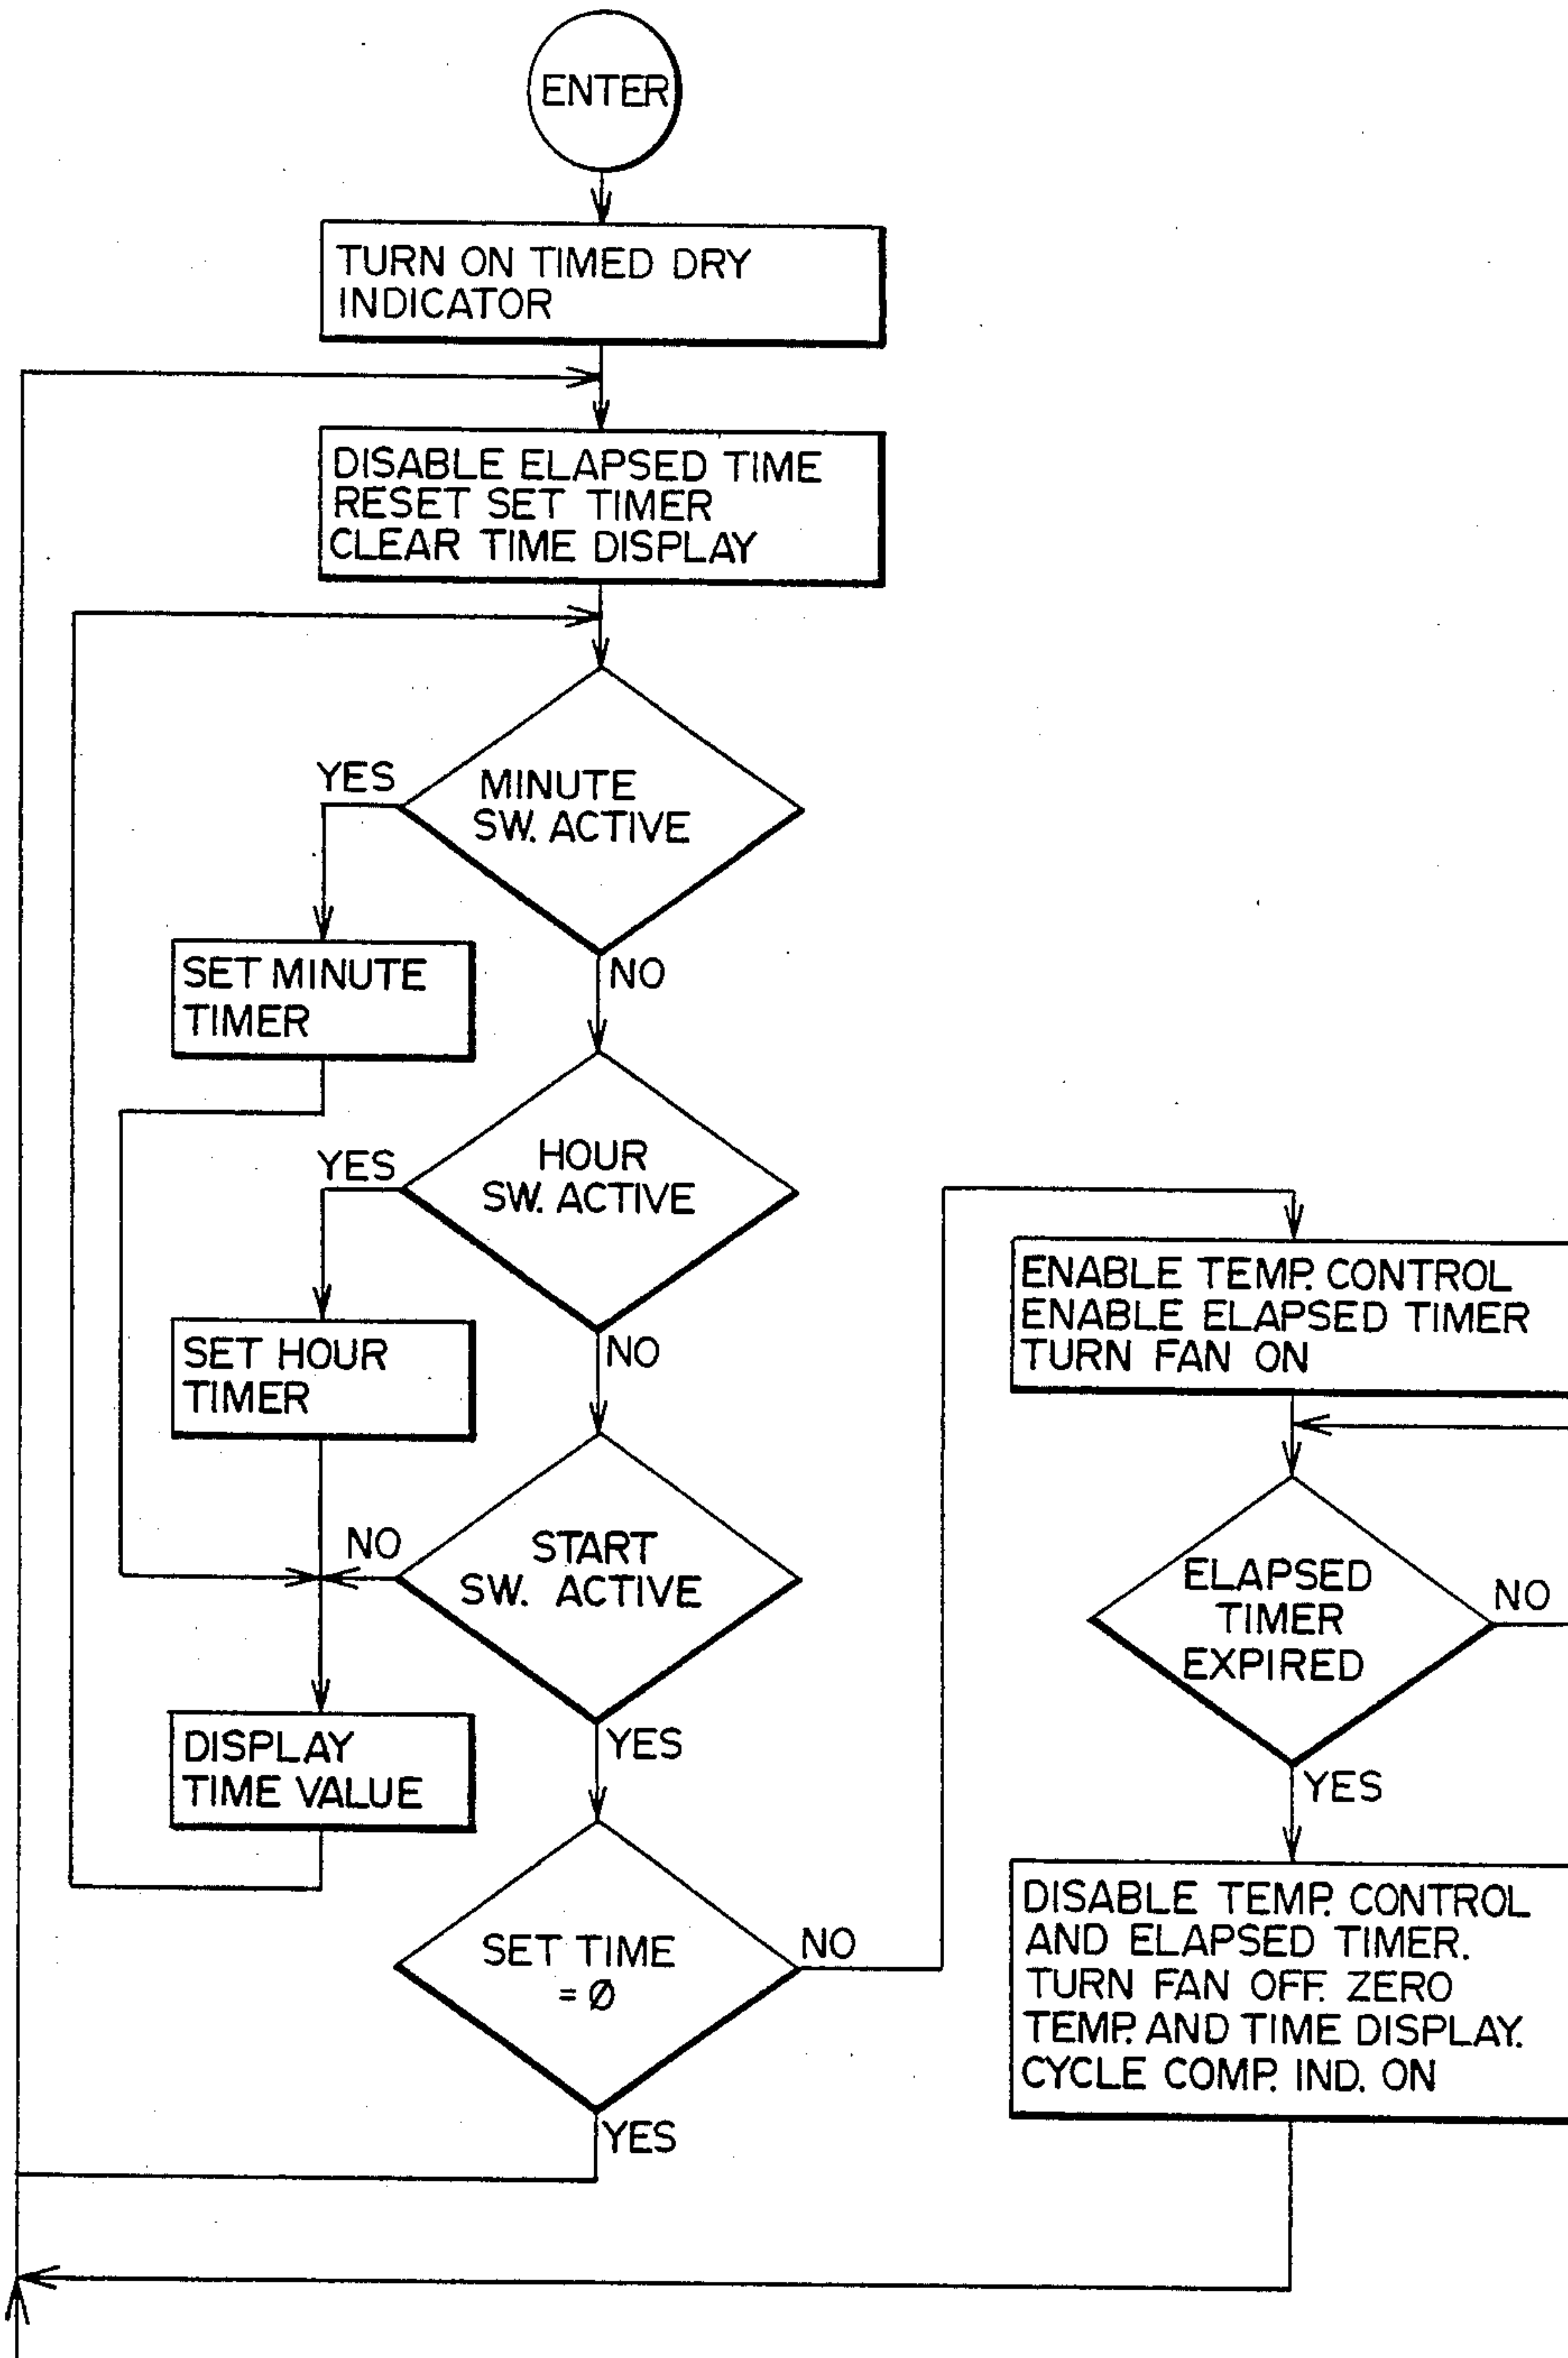 ENTER
TURN ON TIMED DRY
INDICATOR
DISABLE ELAPSED TIME
RESET SET TIMER
CLEAR TIME DISPLAY
YES
MINUTE
SW. ACTIVE
SET MINUTE
TIMER
NO
YES
HOUR
SW. ACTIVE
SET HOUR
TIMER
NO
NO
START
SW. ACTIVE
DISPLAY
TIME VALUE
YES
SET TIME
= Ø
NO
YES
ENABLE TEMP. CONTROL
ENABLE ELAPSED TIMER
TURN FAN ON
ELAPSED
TIMER
EXPIRED
NO
YES
DISABLE TEMP. CONTROL
AND ELAPSED TIMER.
TURN FAN OFF. ZERO
TEMP. AND TIME DISPLAY.
CYCLE COMP. IND. ON